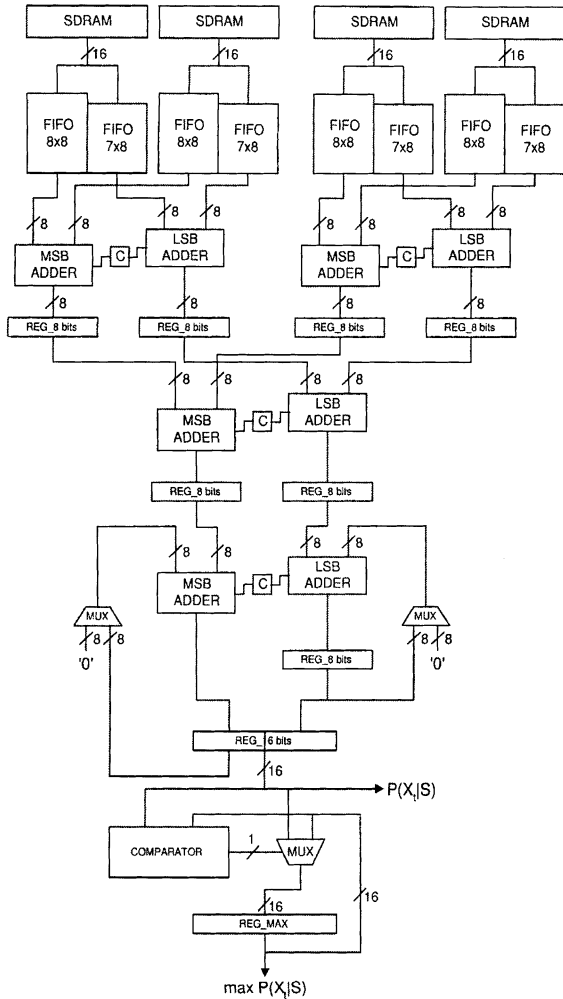 SDRAM SDRAM SDRAM SDRAM
16 16 16 16
FIFO 8x8 FIFO 7x8 FIFO 8x8 FIFO 7x8 FIFO 8x8 FIFO 7x8 FIFO 8x8 FIFO 7x8
8 8 8 8 8 8 8 8
MSB ADDER C LSB ADDER MSB ADDER C LSB ADDER
8 8 8 8
REG_8 bits REG_8 bits REG_8 bits REG_8 bits
8 8 8 8
MSB ADDER C LSB ADDER
REG_8 bits REG_8 bits
8 8 8 8
MSB ADDER C LSB ADDER
MUX MUX
8 8 8 8
'0' '0'
REG_8 bits
REG_16 bits
16
P(Xt|S)
COMPARATOR 1 MUX
16 16
REG_MAX
max P(Xt|S)